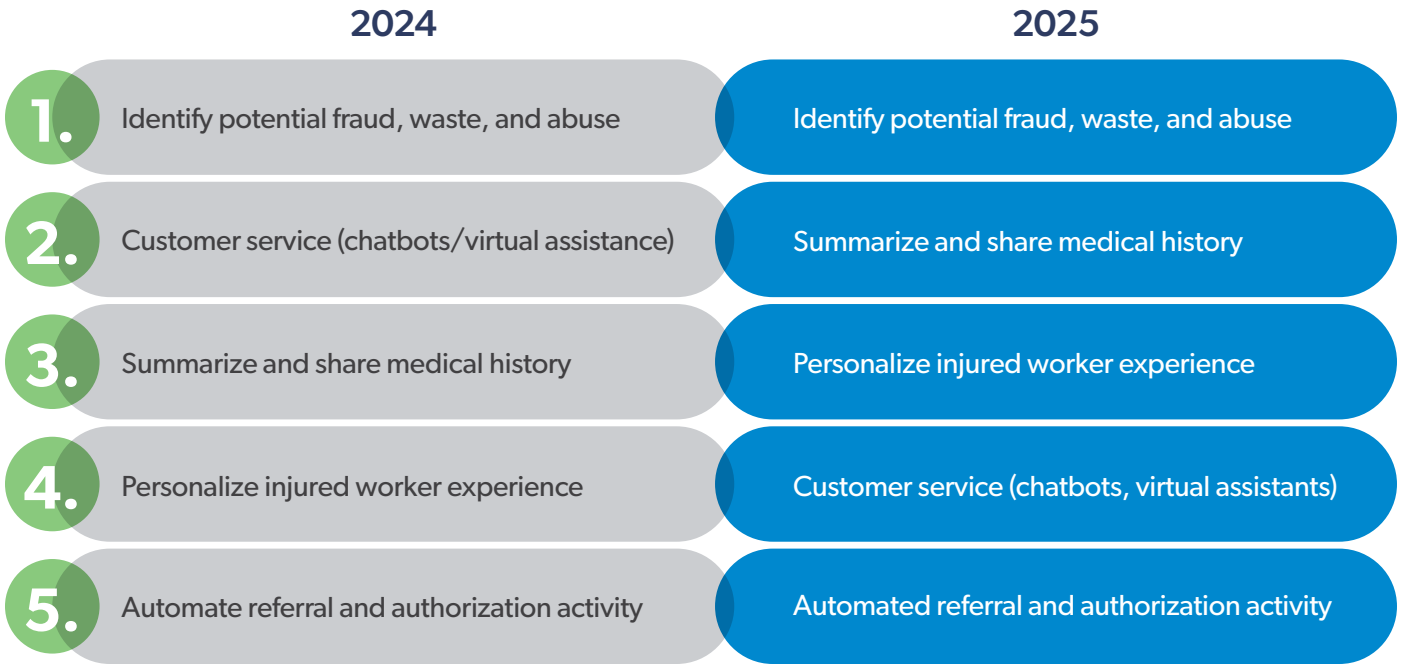 2024 2025
1. Identify potential fraud, waste, and abuse Identify potential fraud, waste, and abuse
2. Customer service (chatbots/virtual assistance) Summarize and share medical history
3. Summarize and share medical history Personalize injured worker experience
4. Personalize injured worker experience Customer service (chatbots, virtual assistants)
5. Automate referral and authorization activity Automated referral and authorization activity